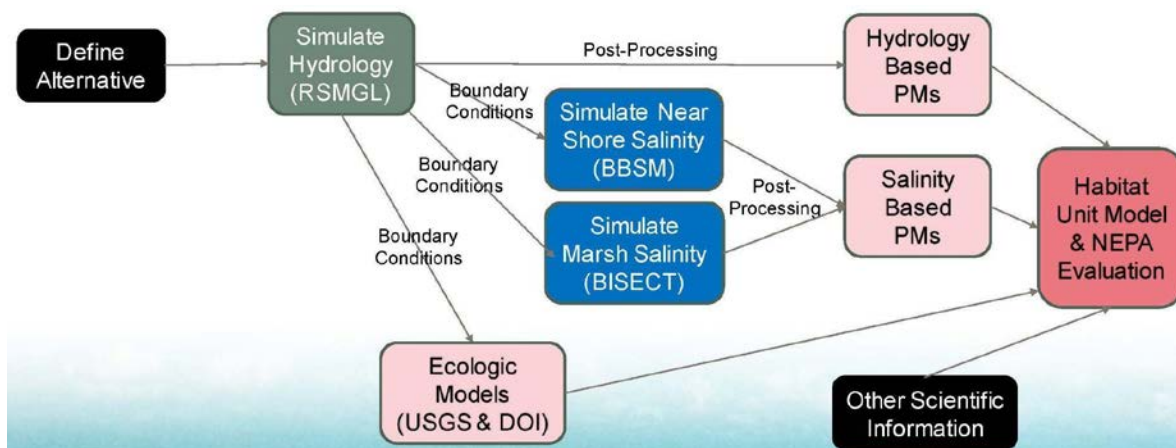 Define
Alternative
Simulate
Hydrology
(RSMGL)
Post-Processing
Hydrology
Based
PMs
Boundary
Conditions
Simulate Near
Shore Salinity
(BBSM)
Boundary
Conditions
Post-
Processing
Salinity
Based
PMs
Habitat
Unit Model
& NEPA
Evaluation
Simulate
Marsh Salinity
(BISECT)
Boundary
Conditions
Ecologic
Models
(USGS & DOI)
Other Scientific
Information